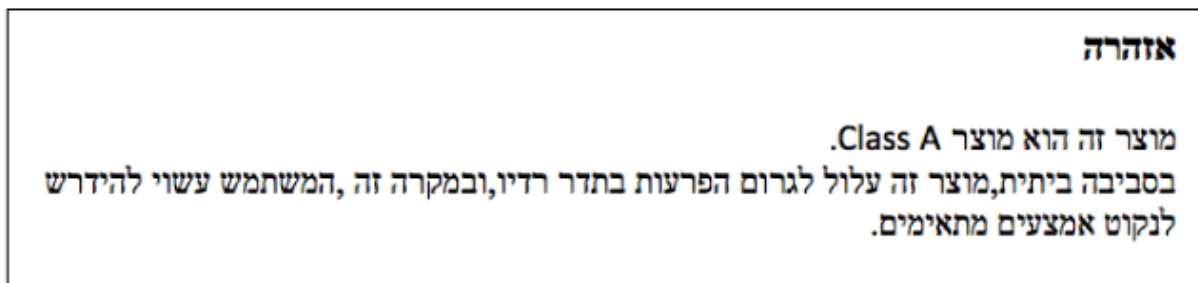 אזהרה
מוצר זה הוא מוצר Class A.
בסביבה ביתית,מוצר זה עלול לגרום הפרעות בתדר רדיו,ובמקרה זה ,המשתמש עשוי להידרש
לנקוט אמצעים מתאימים.